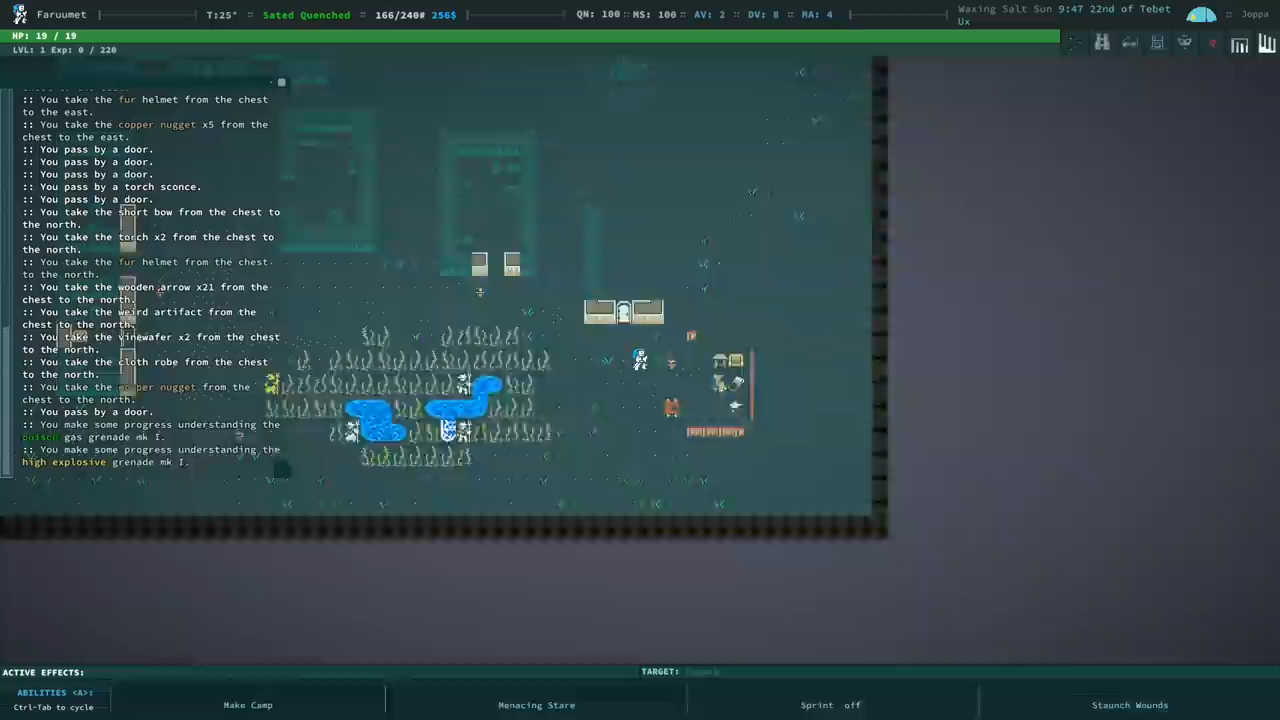 Faruumet
T:25° :: Sated Quenched :: 166/240# 256$
QN: 100 :: MS: 100 :: AV: 2 :: DV: 8 :: MA: 4
Waxing Salt Sun 9:47 22nd of Tebet
Ux
:: Joppa
HP: 19 / 19
LVL: 1 Exp: 0 / 220
:: You take the fur helmet from the chest
to the east.
:: You take the copper nugget x5 from the
chest to the east.
:: You pass by a door.
:: You pass by a door.
:: You pass by a door.
:: You pass by a torch sconce.
:: You pass by a door.
:: You take the short bow from the chest to
the north.
:: You take the torch x2 from the chest to
the north.
:: You take the fur helmet from the chest
to the north.
:: You take the wooden arrow x21 from the
chest to the north.
:: You take the weird artifact from the
chest to the north.
:: You take the vinewafer x2 from the chest
to the north.
:: You take the cloth robe from the chest
to the north.
:: You take the copper nugget from the
chest to the north.
:: You pass by a door.
:: You make some progress understanding the
poison gas grenade mk I.
:: You make some progress understanding the
high explosive grenade mk I.
ACTIVE EFFECTS:
TARGET:
ABILITIES <A>:
Ctrl-Tab to cycle
Make Camp
Menacing Stare
Sprint off
Staunch Wounds